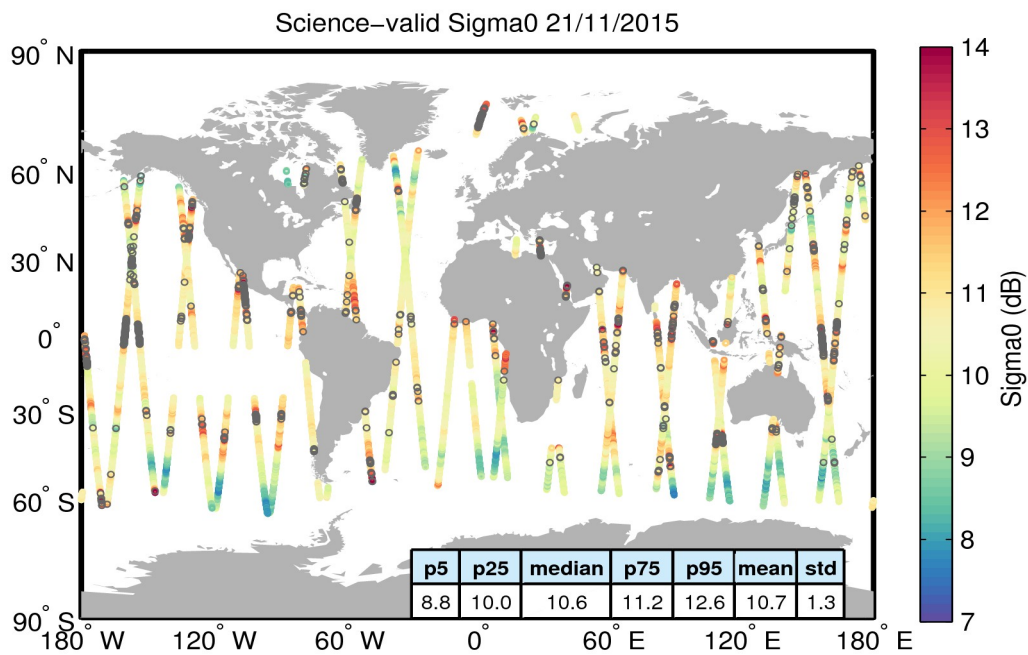 Science−valid Sigma0 21/11/2015
90° N
60° N
30° N
0°
30° S
60° S
90° S
180° W
120° W
60° W
0°
60° E
120° E
180° E
p5 p25 median p75 p95 mean std
8.8 10.0 10.6 11.2 12.6 10.7 1.3
14
13
12
11
10
9
8
7
Sigma0 (dB)